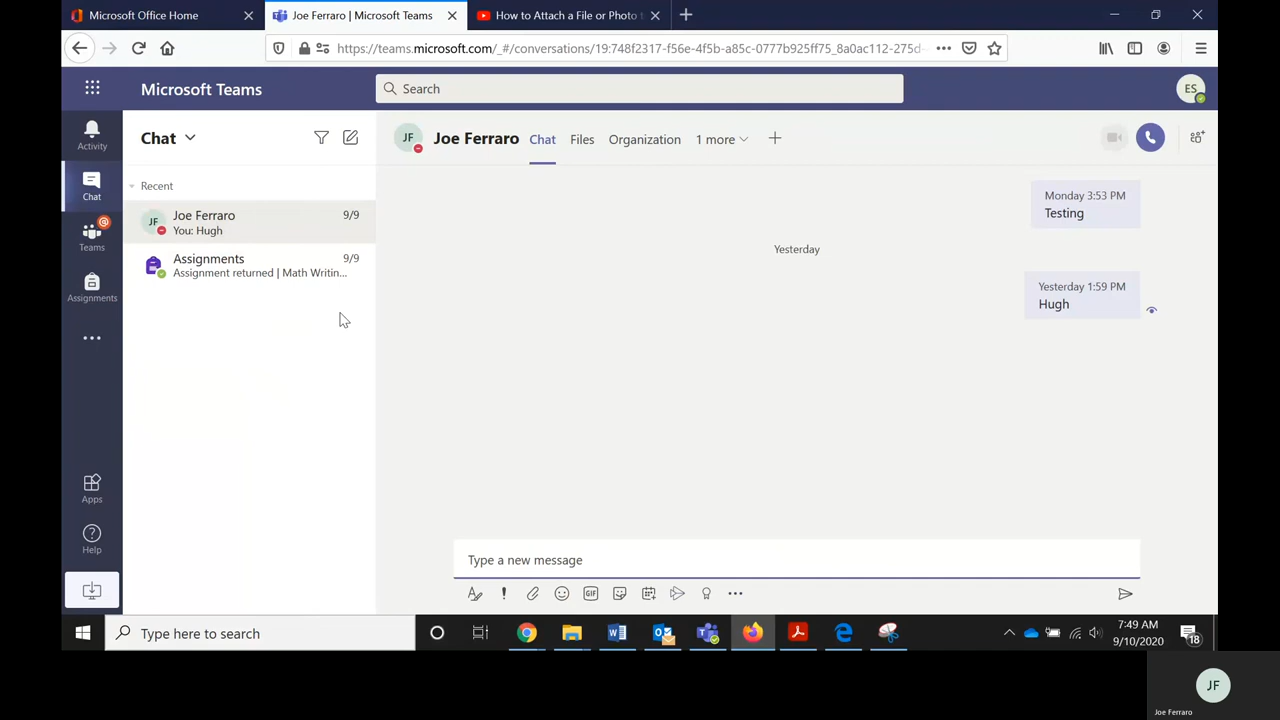 Microsoft Office Home
Joe Ferraro | Microsoft Teams
How to Attach a File or Photo t
https://teams.microsoft.com/_#/conversations/19:748f2317-f56e-4f5b-a85c-0777b925ff75_8a0ac112-275d-
Microsoft Teams
Search
ES
Activity
Chat
Teams
Assignments
Apps
Help
Chat
Recent
JF
Joe Ferraro
9/9
You: Hugh
Assignments
9/9
Assignment returned | Math Writin...
JF
Joe Ferraro
Chat
Files
Organization
1 more
Monday 3:53 PM
Testing
Yesterday
Yesterday 1:59 PM
Hugh
Type a new message
GIF
Type here to search
7:49 AM
9/10/2020
18
JF
Joe Ferraro